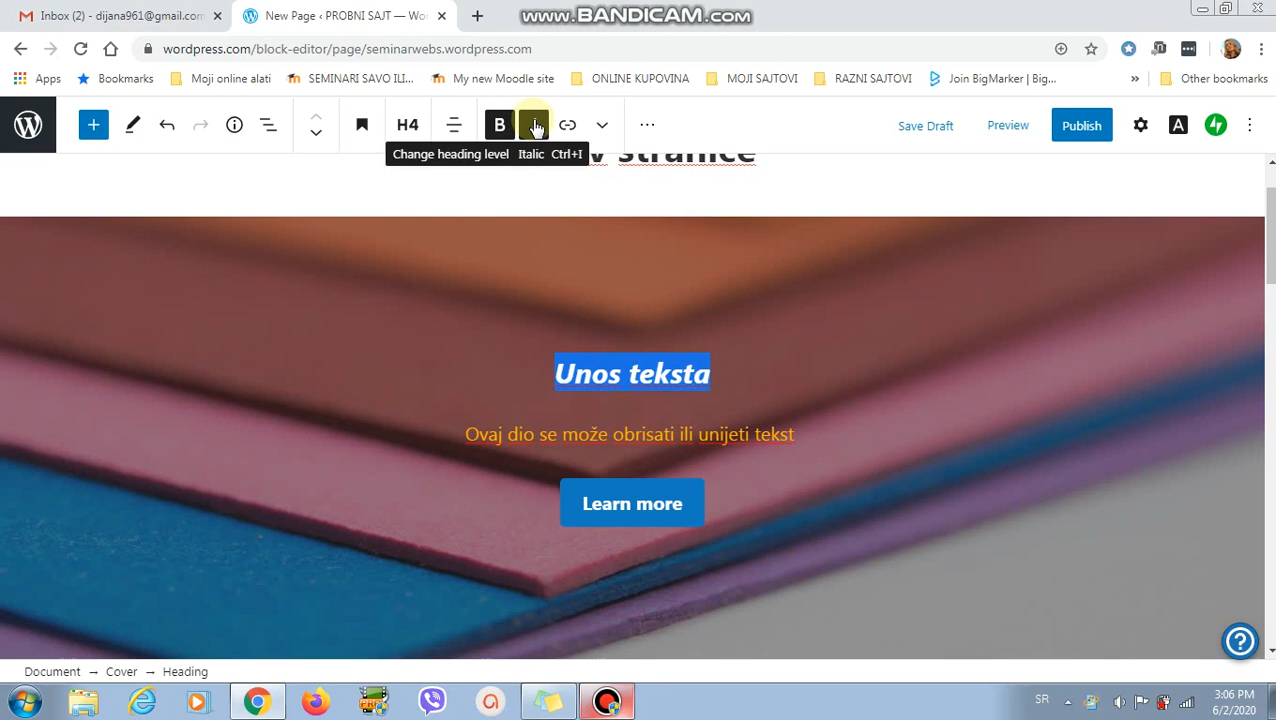 www.BANDICAM.com
Inbox (2) - dijana961@gmail.com
New Page ‹ PROBNI SAJT — Wor
wordpress.com/block-editor/page/seminarwebs.wordpress.com
Apps
Bookmarks
Moji online alati
SEMINARI SAVO ILI...
My new Moodle site
ONLINE KUPOVINA
MOJI SAJTOVI
RAZNI SAJTOVI
Join BigMarker | Big...
»
Other bookmarks
H4
B
Save Draft
Preview
Publish
A
Change heading level
Italic Ctrl+I
v stranice
Unos teksta
Ovaj dio se može obrisati ili unijeti tekst
Learn more
Document → Cover → Heading
SR
3:06 PM
6/2/2020